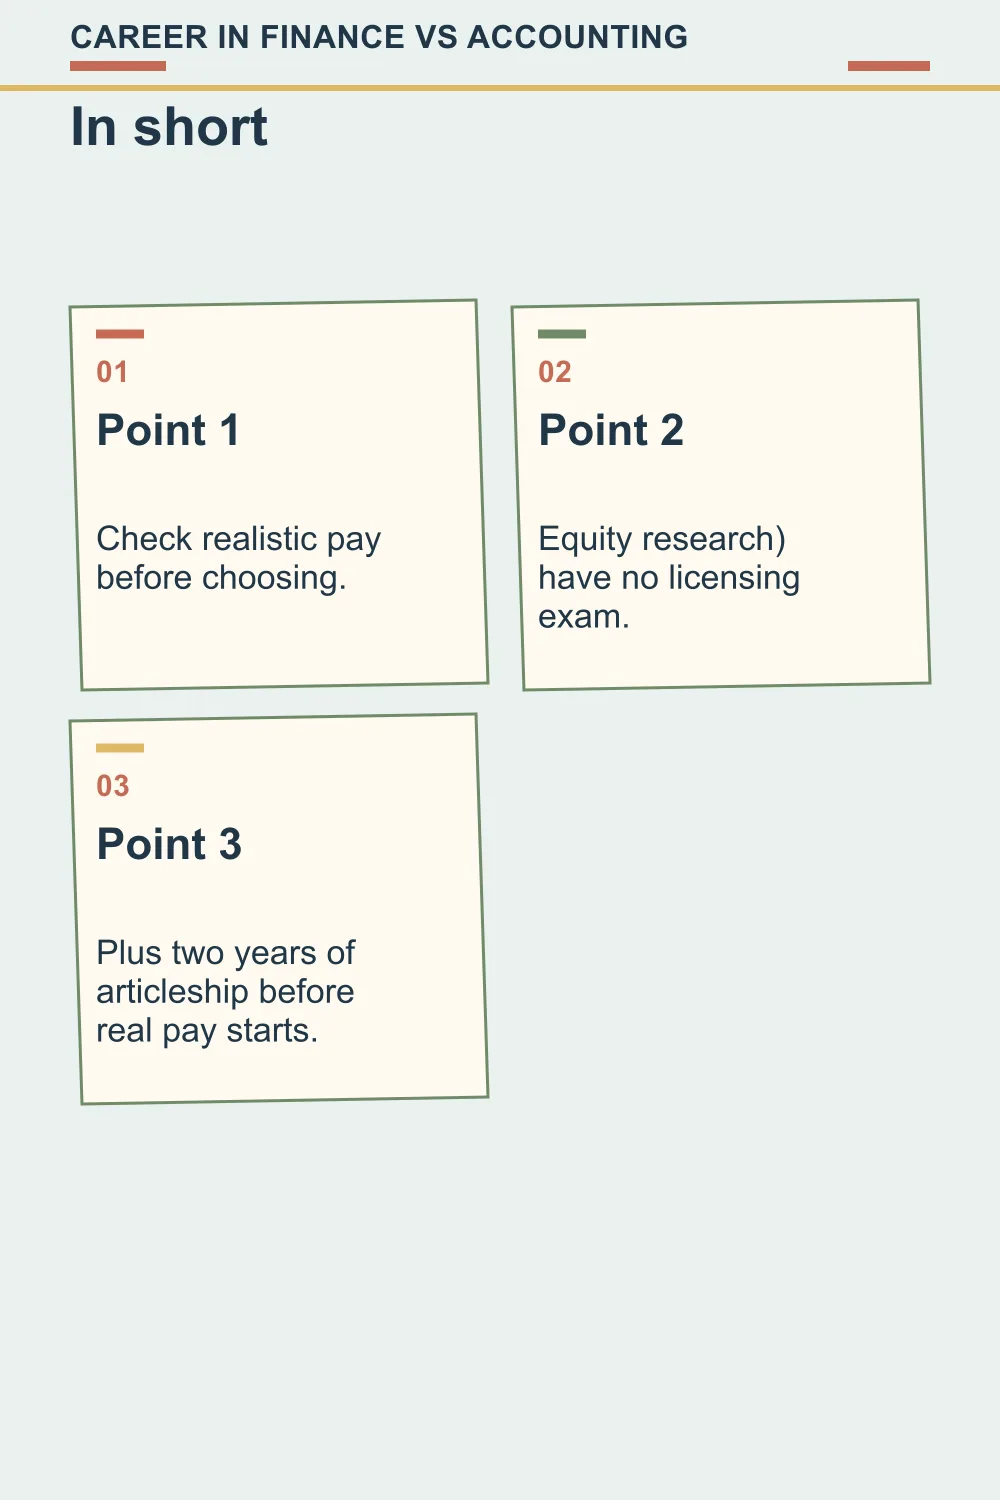 CAREER IN FINANCE VS ACCOUNTING
In short
01
Point 1
Check realistic pay
before choosing.
02
Point 2
Equity research)
have no licensing
exam.
03
Point 3
Plus two years of
articleship before
real pay starts.